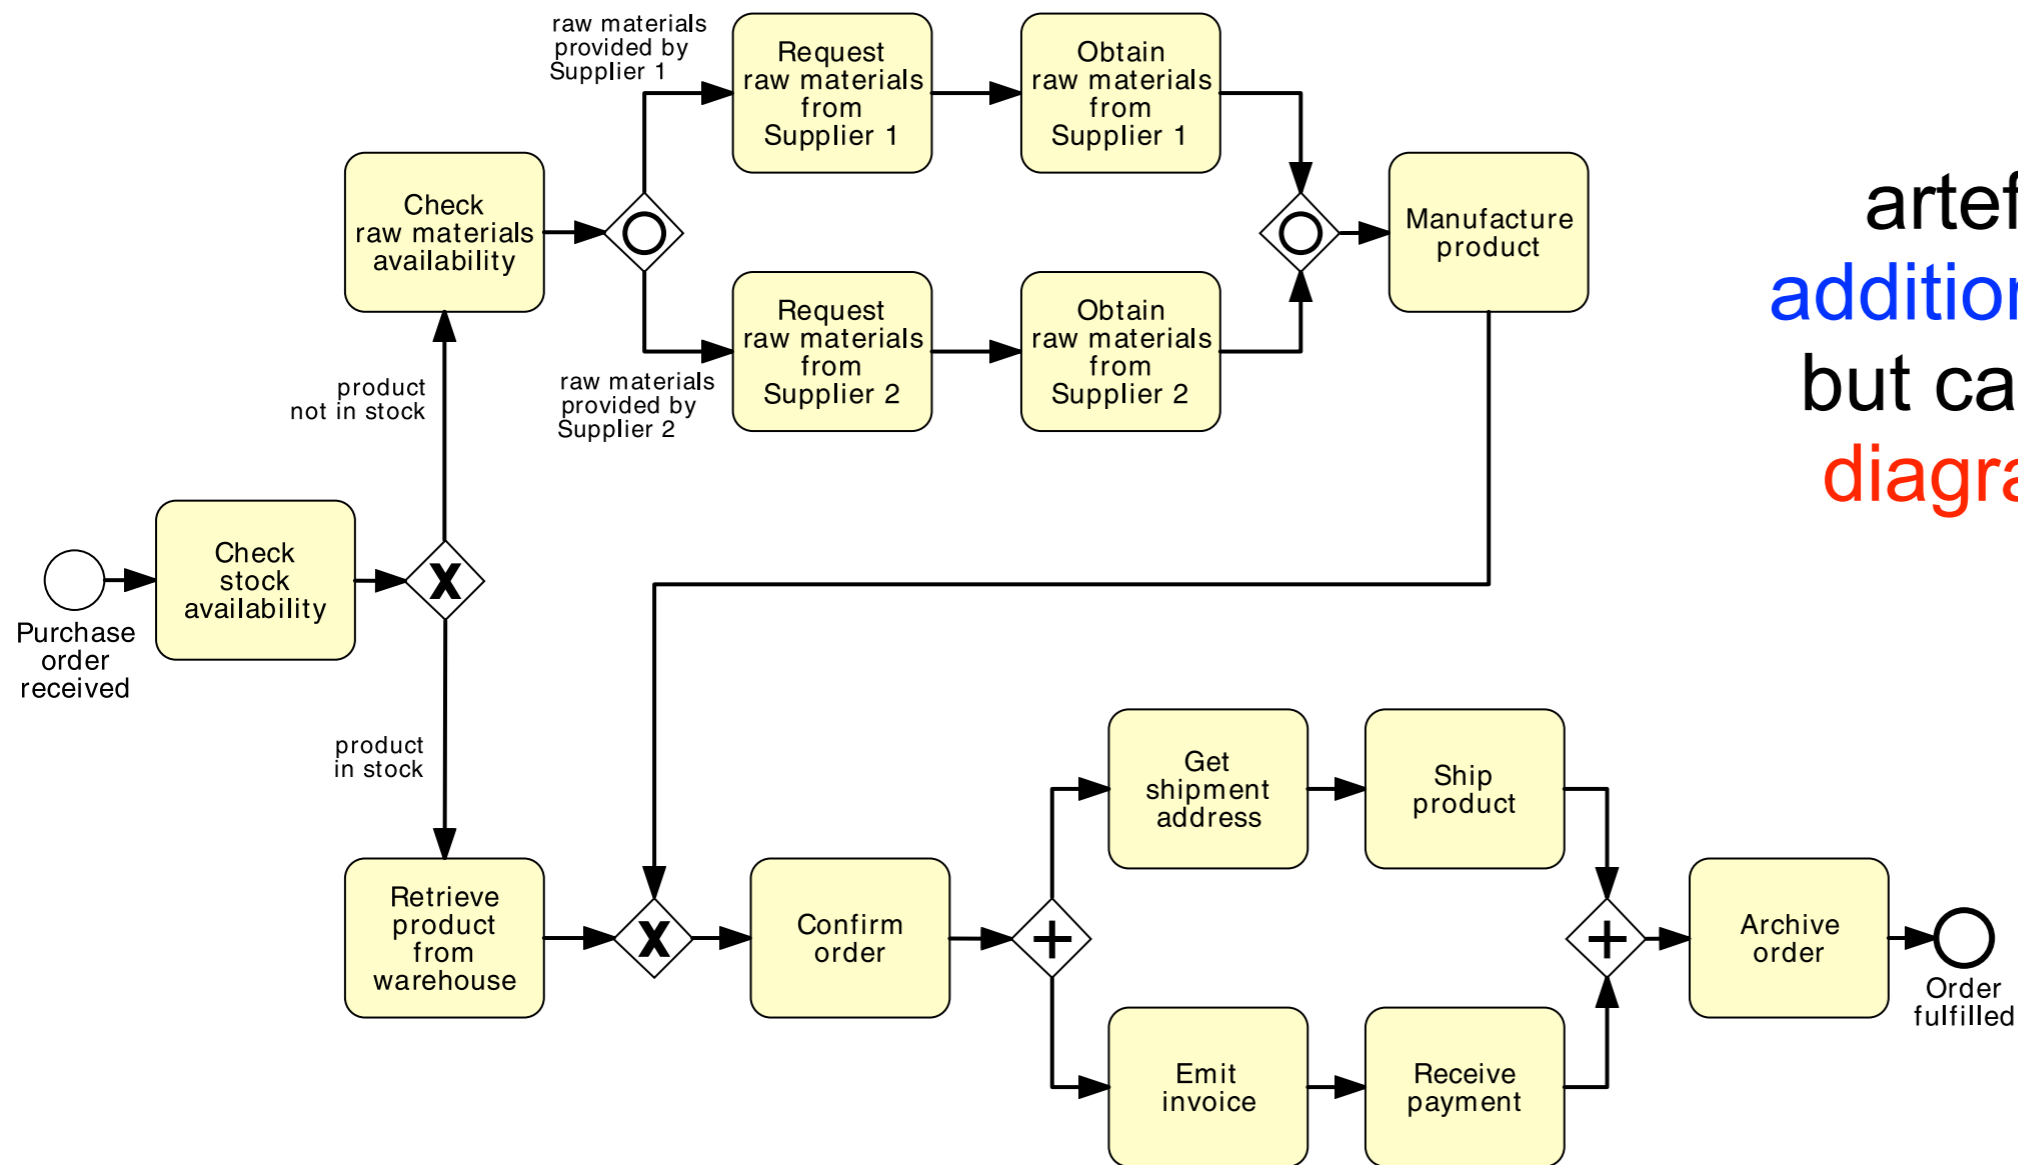 raw materials
provided by
Supplier 1
Request
raw materials
from
Supplier 1
Obtain
raw materials
from
Supplier 1
Check
raw materials
availability
Manufacture
product
Request
raw materials
from
Supplier 2
Obtain
raw materials
from
Supplier 2
raw materials
provided by
Supplier 2
product
not in stock
Check
stock
availability
X
Purchase
order
received
product
in stock
Retrieve
product
from
warehouse
X
Confirm
order
+
Get
shipment
address
Ship
product
Emit
invoice
Receive
payment
+
Archive
order
Order
fulfilled
but